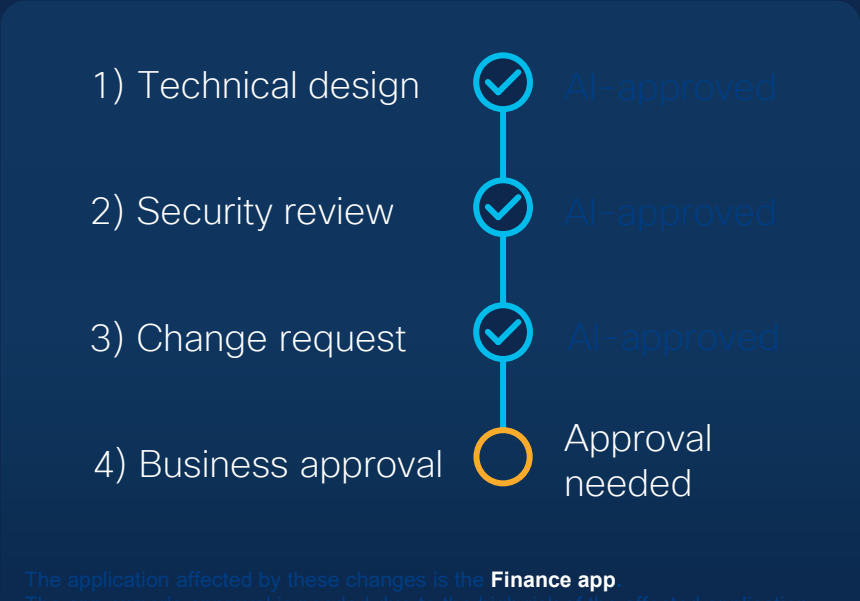 1) Technical design
AI-approved
2) Security review
AI-approved
3) Change request
AI-approved
4) Business approval
Approval
needed
The application affected by these changes is the Finance app.